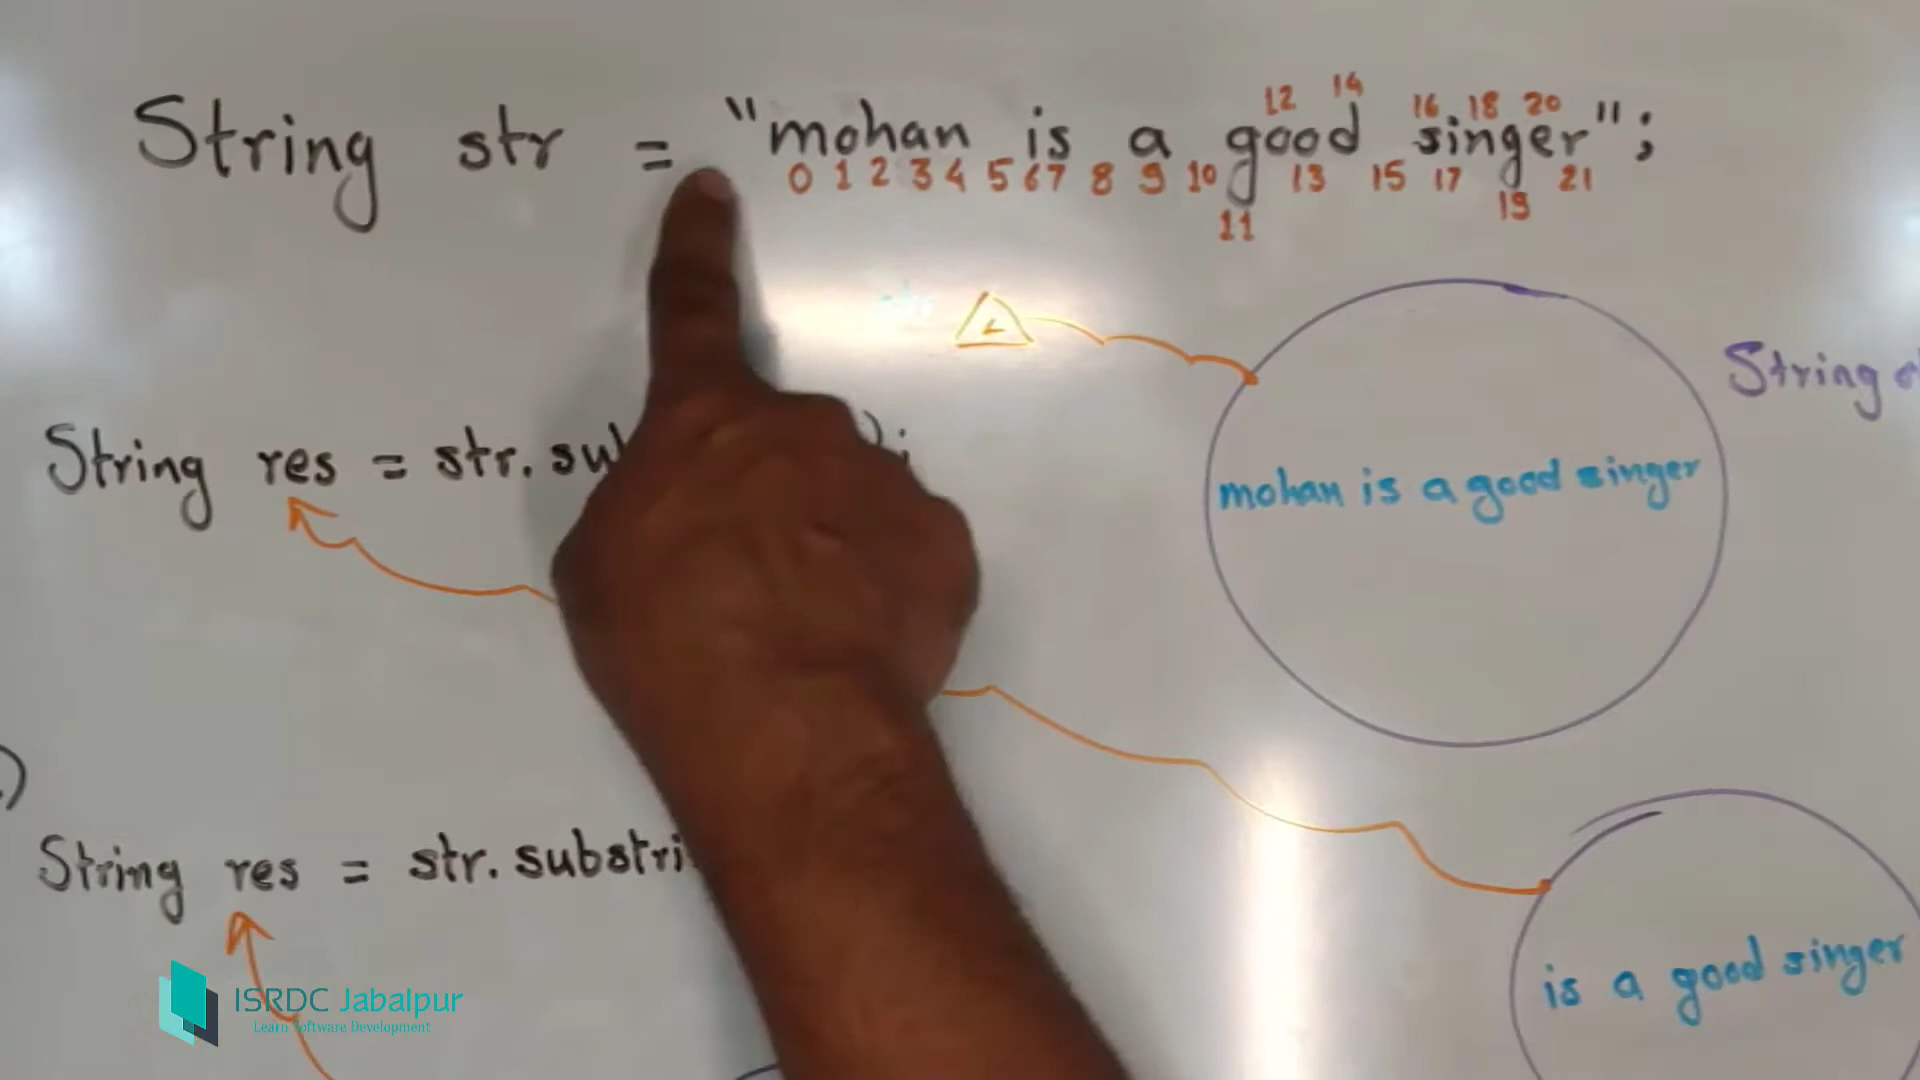 12 14 16 18 20
String str = "mohan is a good singer";
0 1 2 3 4 5 6 7 8 9 10 13 15 17 21
11 19
String
mohan is a good singer
String res = str.
String res = str.
is a good singer
ISRDC Jabalpur
Learn Software Development